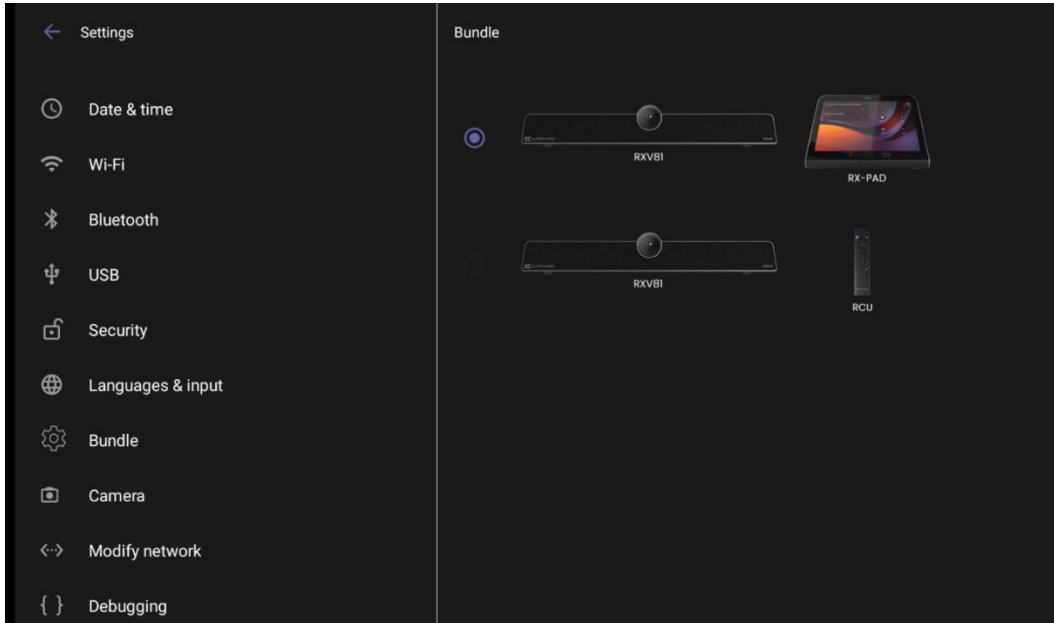 Settings
Date & time
Wi-Fi
Bluetooth
USB
Security
Languages & input
Bundle
Camera
Modify network
Debugging
Bundle
RXV81
RX-PAD
RXV81
RCU